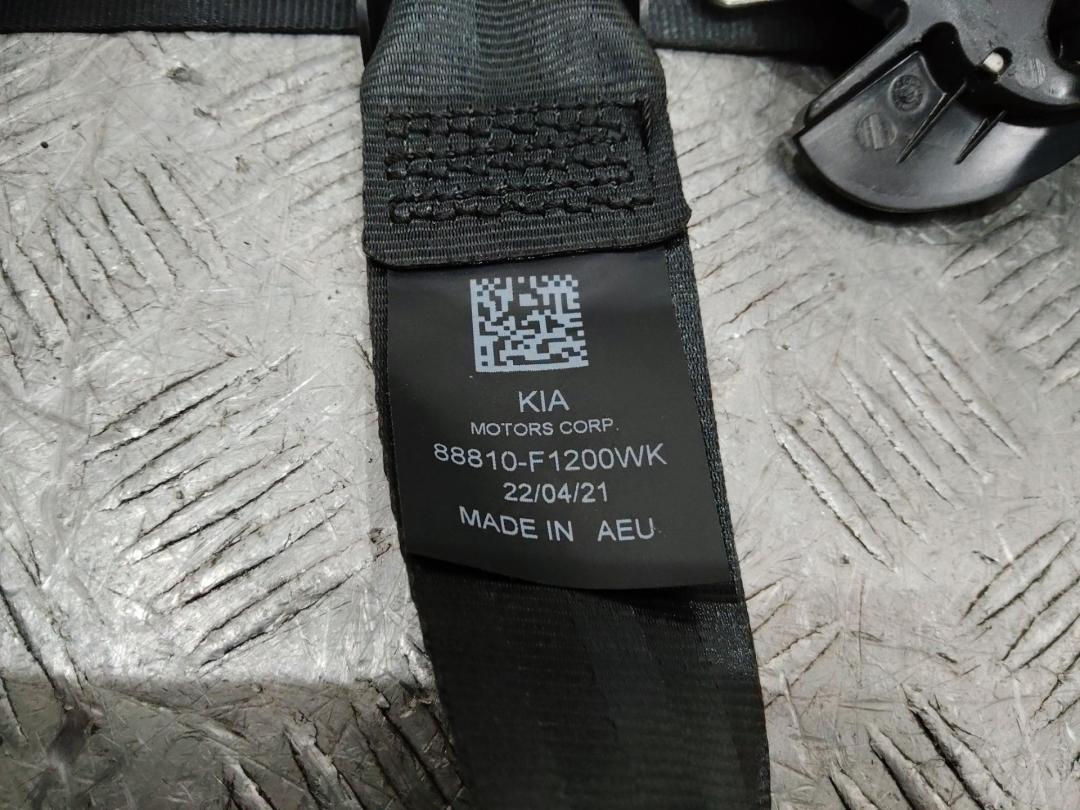 KIA
MOTORS CORP.
88810-F1200WK
22/04/21
MADE IN AEU